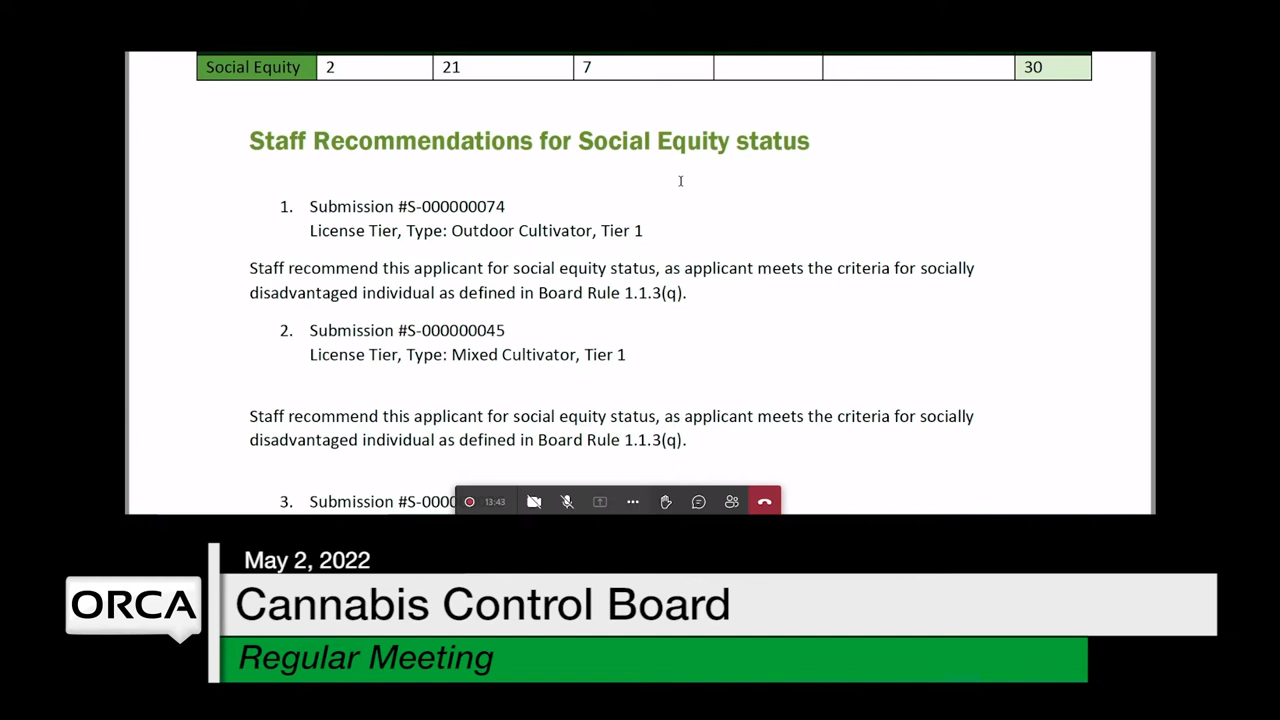 Social Equity 2 21 7 30
Staff Recommendations for Social Equity status
1. Submission #S-000000074
License Tier, Type: Outdoor Cultivator, Tier 1
Staff recommend this applicant for social equity status, as applicant meets the criteria for socially
disadvantaged individual as defined in Board Rule 1.1.3(q).
2. Submission #S-000000045
License Tier, Type: Mixed Cultivator, Tier 1
Staff recommend this applicant for social equity status, as applicant meets the criteria for socially
disadvantaged individual as defined in Board Rule 1.1.3(q).
3. Submission #S-0000
13:43
May 2, 2022
ORCA
Cannabis Control Board
Regular Meeting